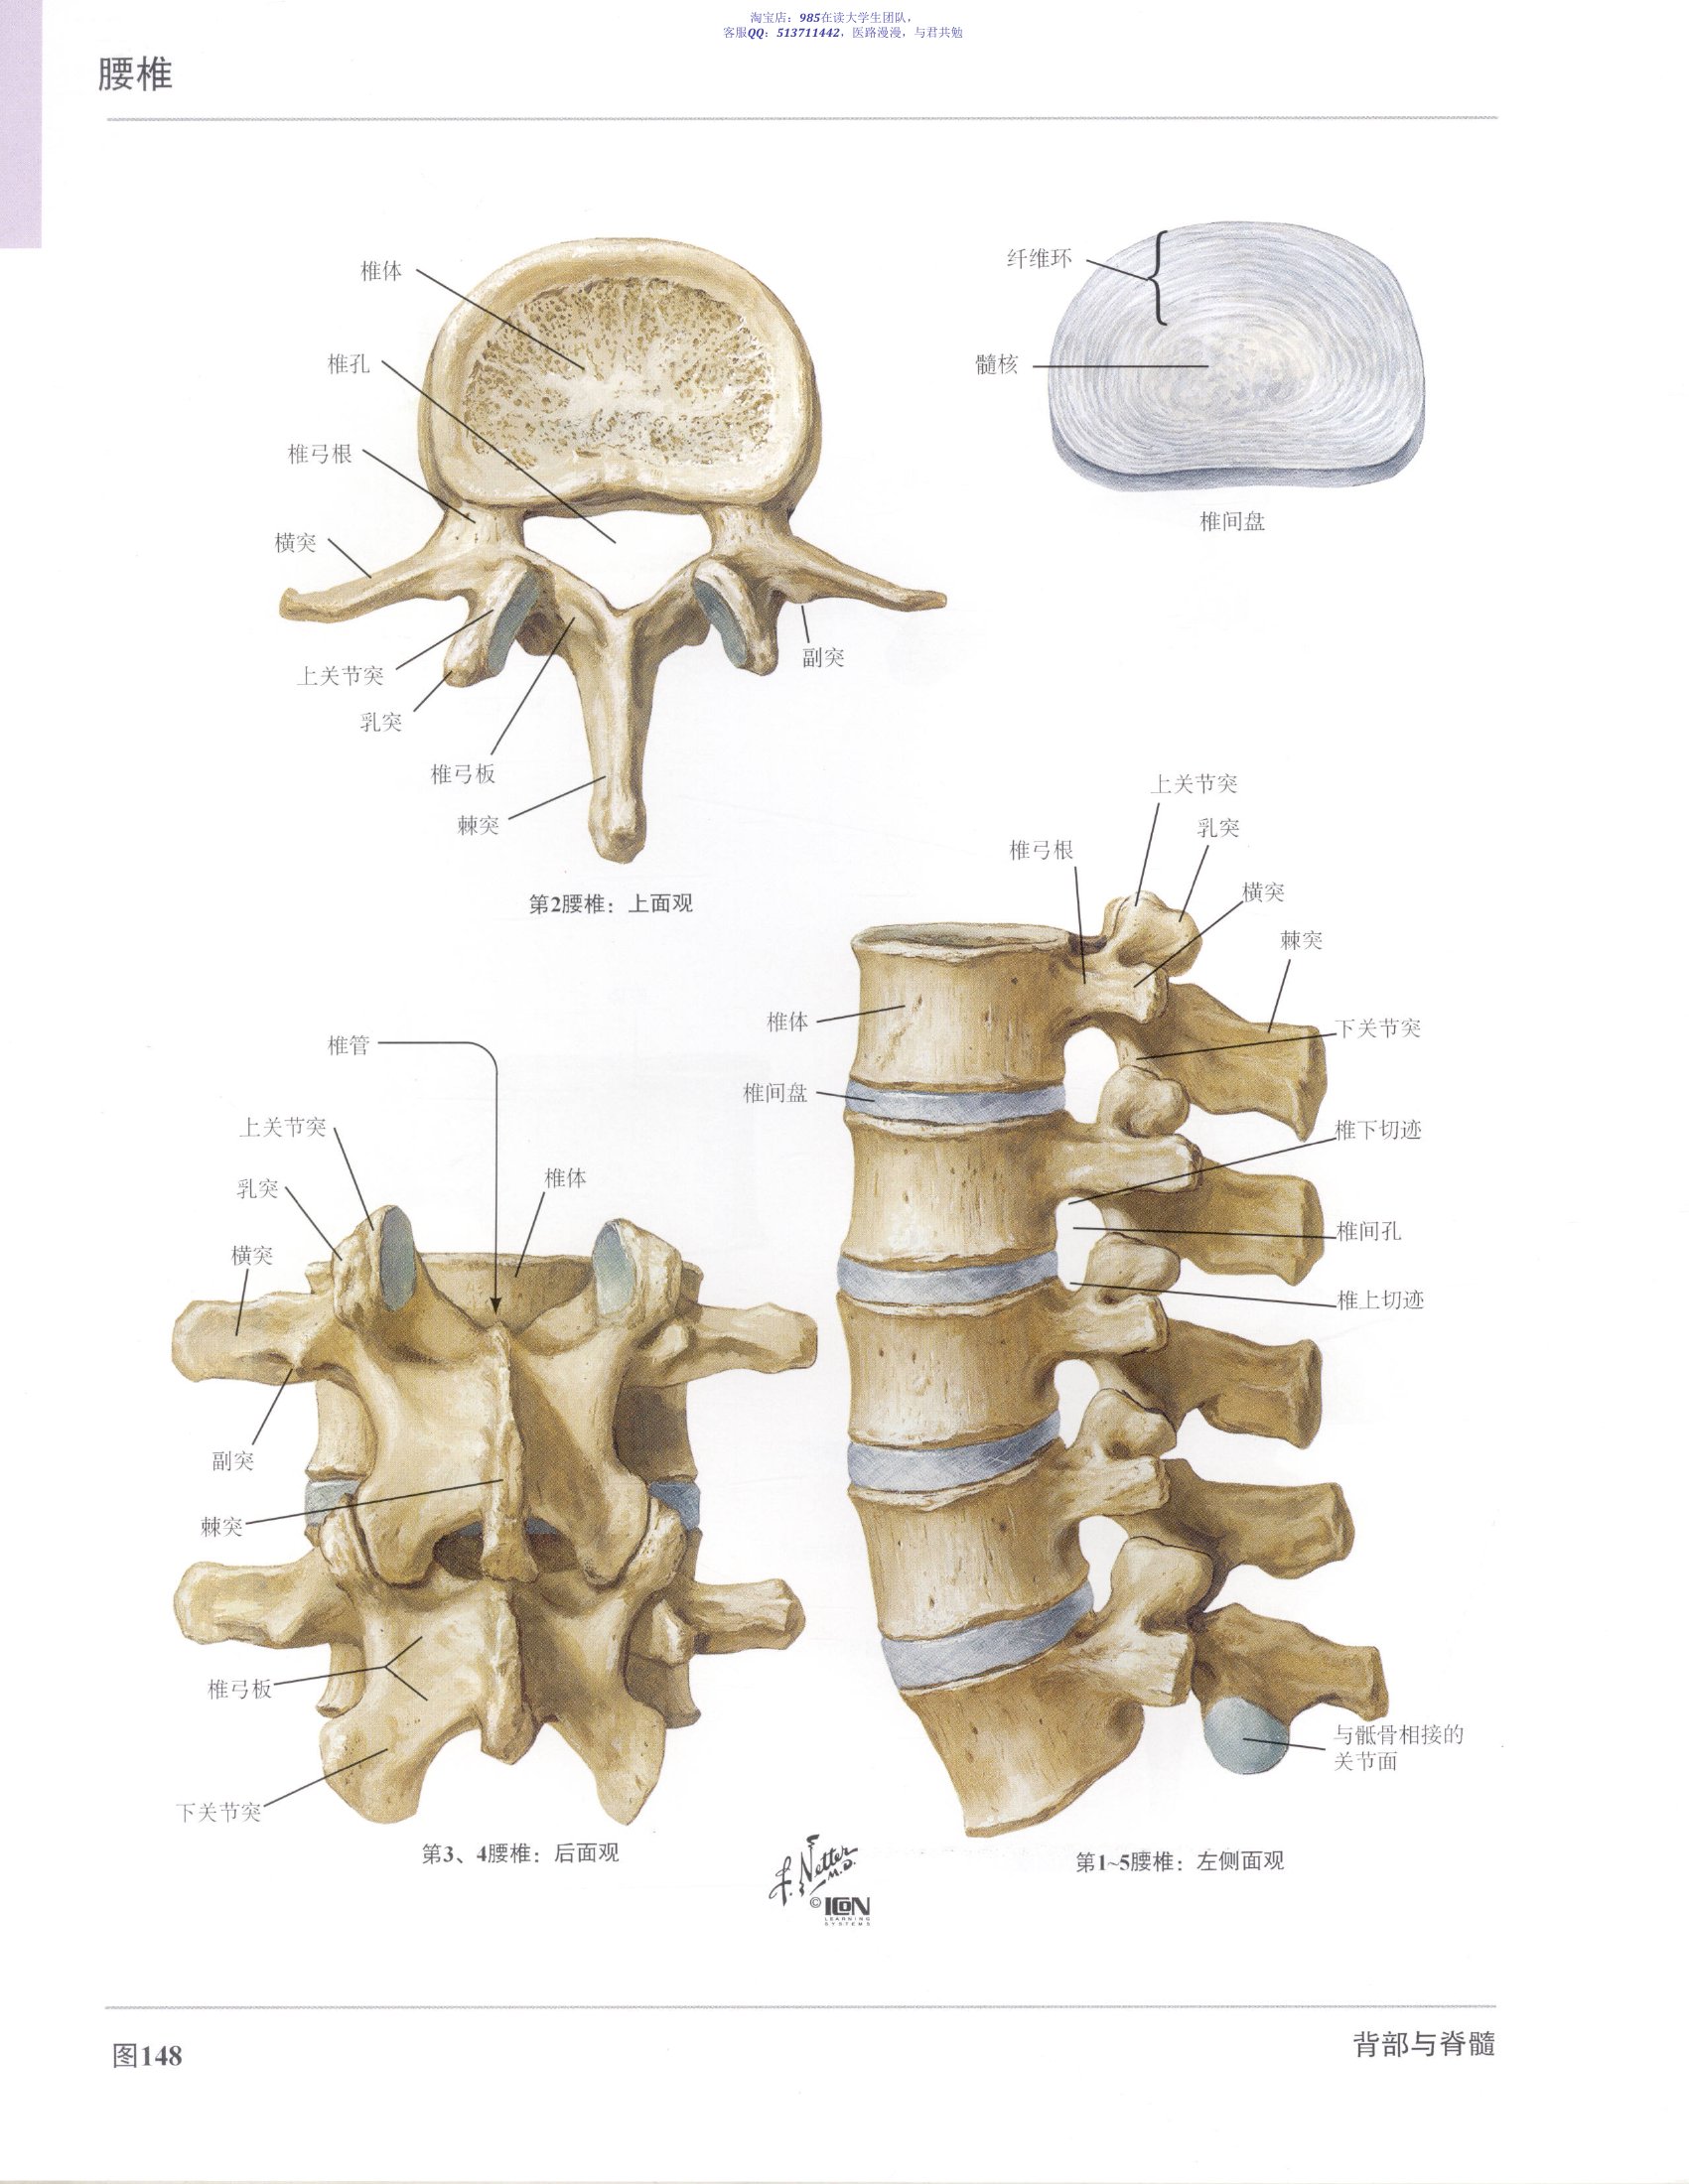 淘宝店：985在读大学生团队，
客服QQ：513711442，医路漫漫，与君共勉
腰椎
椎体
椎孔
椎弓根
横突
上关节突
乳突
椎弓板
棘突
副突
第2腰椎：上面观
纤维环
髓核
椎间盘
上关节突
乳突
椎弓根
横突
棘突
椎体
下关节突
椎间盘
椎下切迹
椎间孔
椎上切迹
与骶骨相接的
关节面
第1~5腰椎：左侧面观
椎管
上关节突
椎体
乳突
横突
副突
棘突
椎弓板
下关节突
第3、4腰椎：后面观
F. Netter
M.D.
© ICON
LEARNING
SYSTEMS
图148
背部与脊髓